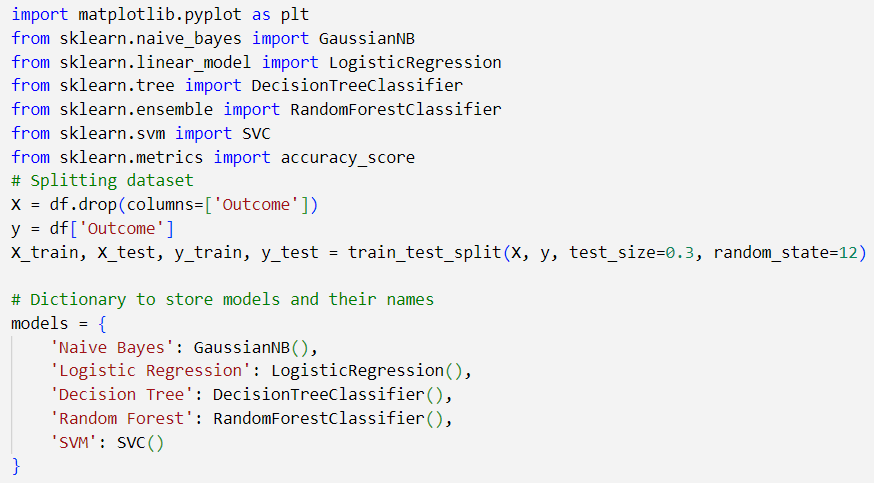 import matplotlib.pyplot as plt
from sklearn.naive_bayes import GaussianNB
from sklearn.linear_model import LogisticRegression
from sklearn.tree import DecisionTreeClassifier
from sklearn.ensemble import RandomForestClassifier
from sklearn.svm import SVC
from sklearn.metrics import accuracy_score
# Splitting dataset
X = df.drop(columns=['Outcome'])
y = df['Outcome']
X_train, X_test, y_train, y_test = train_test_split(X, y, test_size=0.3, random_state=12)
# Dictionary to store models and their names
models = {
    'Naive Bayes': GaussianNB(),
    'Logistic Regression': LogisticRegression(),
    'Decision Tree': DecisionTreeClassifier(),
    'Random Forest': RandomForestClassifier(),
    'SVM': SVC()
}